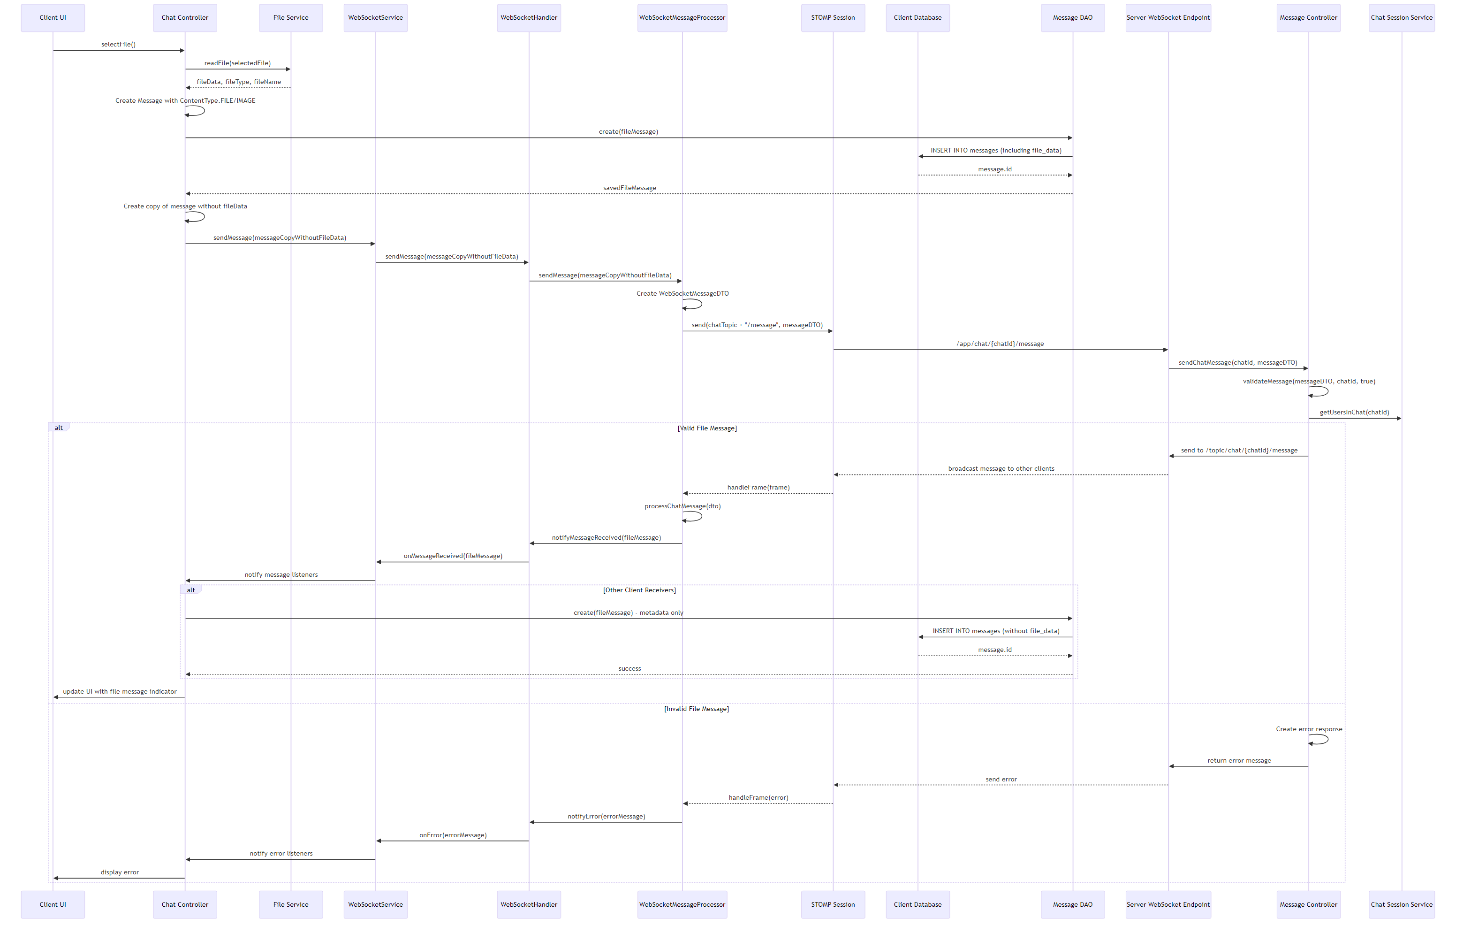 Client UI Chat Controller File Service WebSocketService WebSocketHandler WebSocketMessageProcessor STOMP Session Client Database Message DAO Server WebSocket Endpoint Message Controller Chat Session Service
selectFile()
readFile(selectedFile)
fileData, fileType, fileName
Create Message with ContentType.FILE/IMAGE
create(fileMessage)
INSERT INTO messages (including file_data)
message.id
savedFileMessage
Create copy of message without fileData
sendMessage(messageCopyWithoutFileData)
sendMessage(messageCopyWithoutFileData)
sendMessage(messageCopyWithoutFileData)
Create WebSocketMessageDTO
send(chatTopic + "/message", messageDTO)
/app/chat/{chatId}/message
sendChatMessage(chatId, messageDTO)
validateMessage(messageDTO, chatId, true)
getUsersInChat(chatId)
alt [Valid File Message]
send to /topic/chat/{chatId}/message
broadcast message to other clients
handleFrame(frame)
processChatMessage(dto)
notifyMessageReceived(fileMessage)
onMessageReceived(fileMessage)
notify message listeners
alt [Other Client Receivers]
create(fileMessage) - metadata only
INSERT INTO messages (without file_data)
message.id
success
update UI with file message indicator
[Invalid File Message]
Create error response
return error message
send error
handleFrame(error)
notifyError(errorMessage)
onError(errorMessage)
notify error listeners
display error
Client UI Chat Controller File Service WebSocketService WebSocketHandler WebSocketMessageProcessor STOMP Session Client Database Message DAO Server WebSocket Endpoint Message Controller Chat Session Service